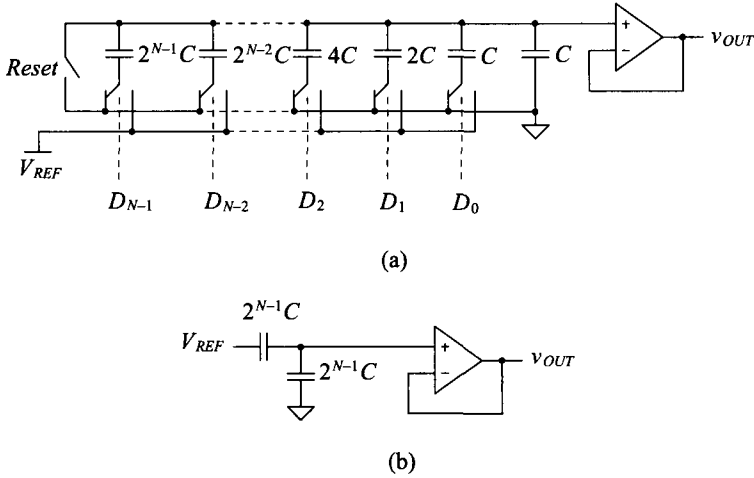 Reset
2^{N-1}C 2^{N-2}C 4C 2C C C
+
−
v_{OUT}
V_{REF}
D_{N-1} D_{N-2} D_2 D_1 D_0
(a)
2^{N-1}C
V_{REF}
+
−
v_{OUT}
2^{N-1}C
(b)